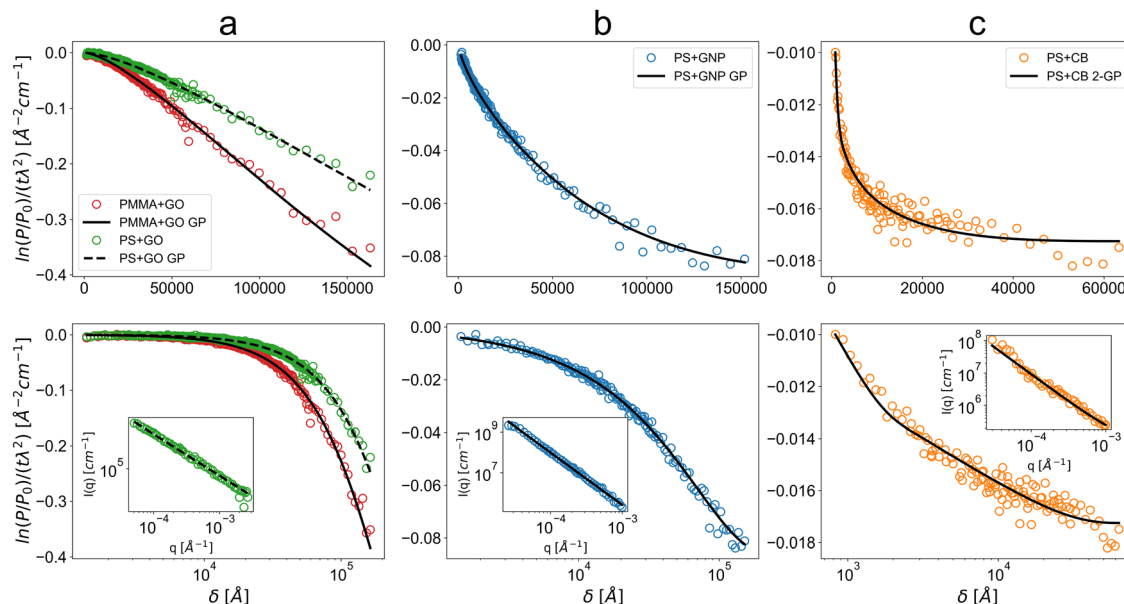 a
b
c
ln(P/P₀)/(tλ²) [Å⁻²cm⁻¹]
0.0
−0.1
−0.2
−0.3
−0.4
PMMA+GO
PMMA+GO GP
PS+GO
PS+GO GP
0
50000
100000
150000
0.00
−0.02
−0.04
−0.06
−0.08
PS+GNP
PS+GNP GP
0
50000
100000
150000
−0.010
−0.012
−0.014
−0.016
−0.018
PS+CB
PS+CB 2-GP
0
20000
40000
60000
ln(P/P₀)/(tλ²) [Å⁻²cm⁻¹]
0.0
−0.1
−0.2
−0.3
−0.4
I(q) [cm⁻¹]
10⁵
10⁻⁴
10⁻³
q [Å⁻¹]
10⁴
10⁵
δ [Å]
0.00
−0.02
−0.04
−0.06
−0.08
I(q) [cm⁻¹]
10⁹
10⁷
10⁻⁴
10⁻³
q [Å⁻¹]
10⁴
10⁵
δ [Å]
−0.010
−0.012
−0.014
−0.016
−0.018
I(q) [cm⁻¹]
10⁸
10⁷
10⁶
10⁻⁴
10⁻³
q [Å⁻¹]
10³
10⁴
δ [Å]